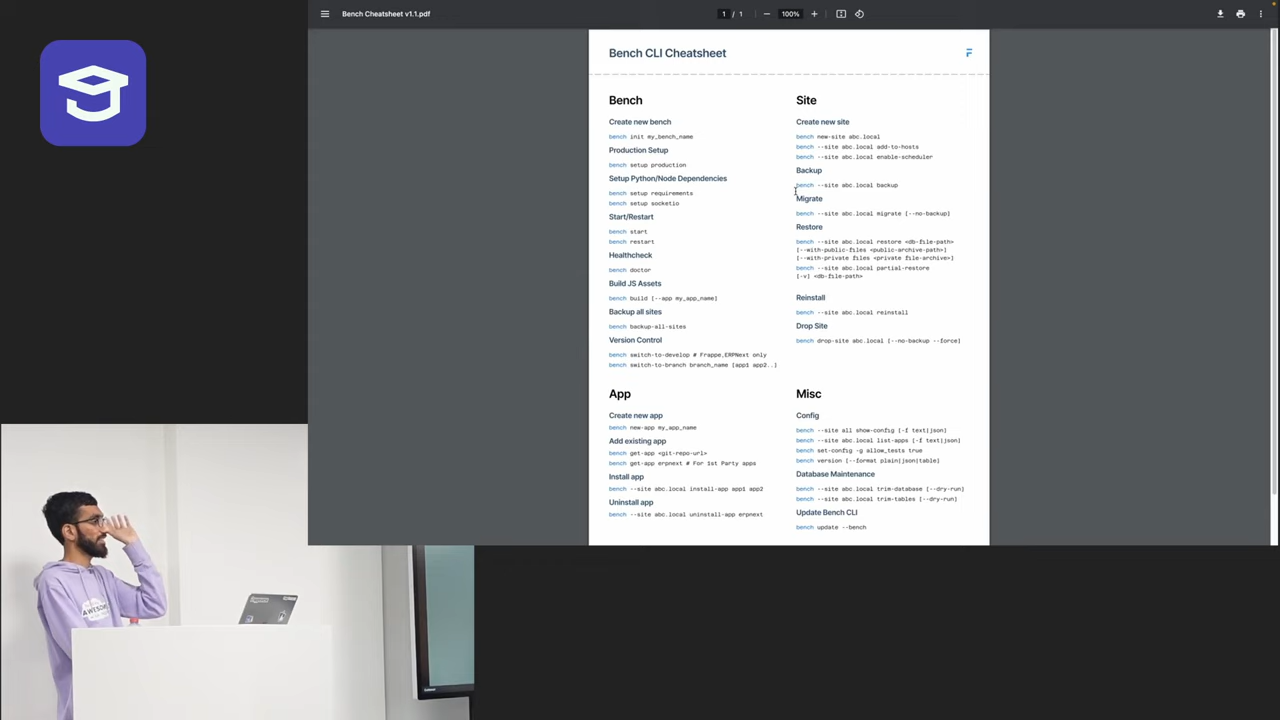 Bench Cheatsheet v1.1.pdf
1 / 1
100%
Bench CLI Cheatsheet
Bench
Create new bench
bench init my_bench_name
Production Setup
bench setup production
Setup Python/Node Dependencies
bench setup requirements
bench setup socketio
Start/Restart
bench start
bench restart
Healthcheck
bench doctor
Build JS Assets
bench build [--app my_app_name]
Backup all sites
bench backup-all-sites
Version Control
bench switch-to-develop # Frappe,ERPNext only
bench switch-to-branch branch_name [app1 app2..]
Site
Create new site
bench new-site abc.local
bench --site abc.local add-to-hosts
bench --site abc.local enable-scheduler
Backup
bench --site abc.local backup
Migrate
bench --site abc.local migrate [--no-backup]
Restore
bench --site abc.local restore <db-file-path>
[--with-public-files <public-archive-path>]
[--with-private files <private file-archive>]
bench --site abc.local partial-restore
[-v] <db-file-path>
Reinstall
bench --site abc.local reinstall
Drop Site
bench drop-site abc.local [--no-backup --force]
App
Create new app
bench new-app my_app_name
Add existing app
bench get-app <git-repo-url>
bench get-app erpnext # For 1st Party apps
Install app
bench --site abc.local install-app app1 app2
Uninstall app
bench --site abc.local uninstall-app erpnext
Misc
Config
bench --site all show-config [-f text|json]
bench --site abc.local list-apps [-f text|json]
bench set-config -g allow_tests true
bench version [--format plain|json|table]
Database Maintenance
bench --site abc.local trim-database [--dry-run]
bench --site abc.local trim-tables [--dry-run]
Update Bench CLI
bench update --bench
AWESOME